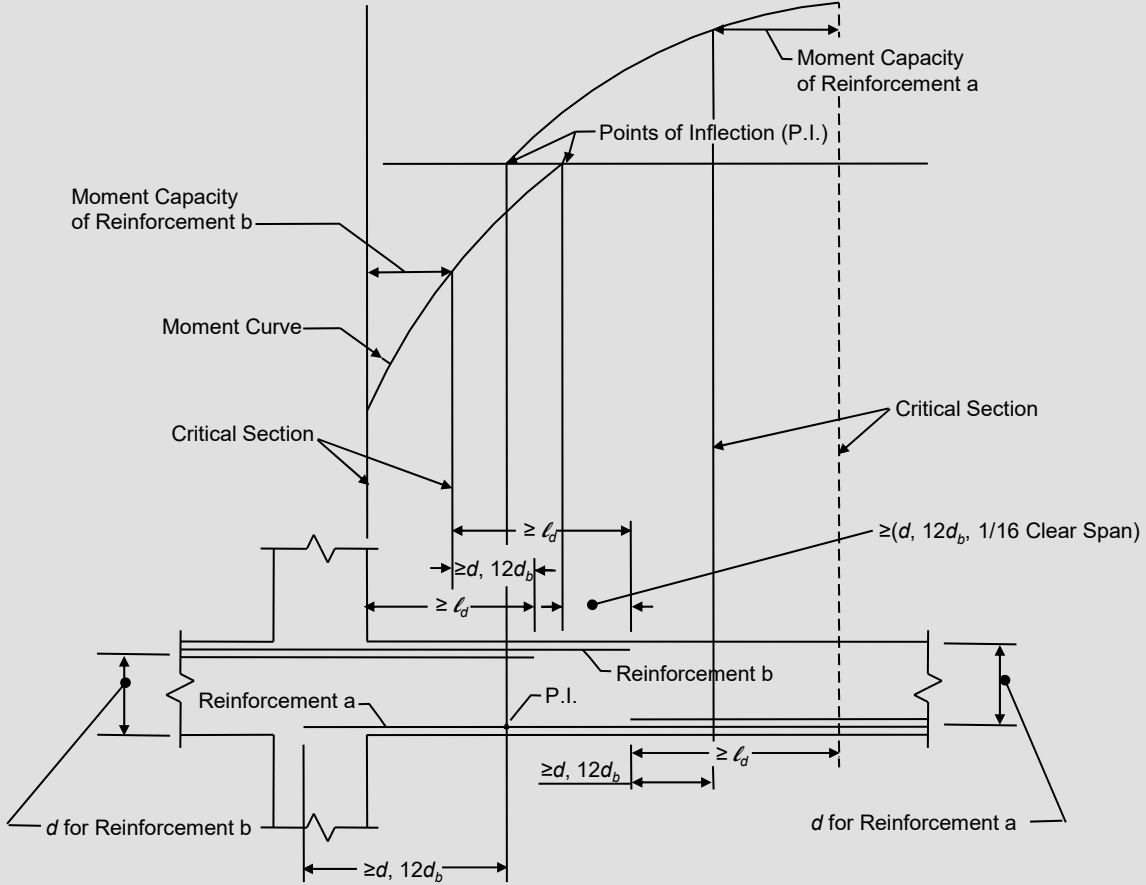 Moment Capacity
of Reinforcement a
Points of Inflection (P.I.)
Moment Capacity
of Reinforcement b
Moment Curve
Critical Section
Critical Section
≥ ℓd
≥(d, 12db, 1/16 Clear Span)
≥d, 12db
≥ ℓd
Reinforcement b
Reinforcement a
P.I.
≥ ℓd
≥d, 12db
d for Reinforcement b
d for Reinforcement a
≥d, 12db